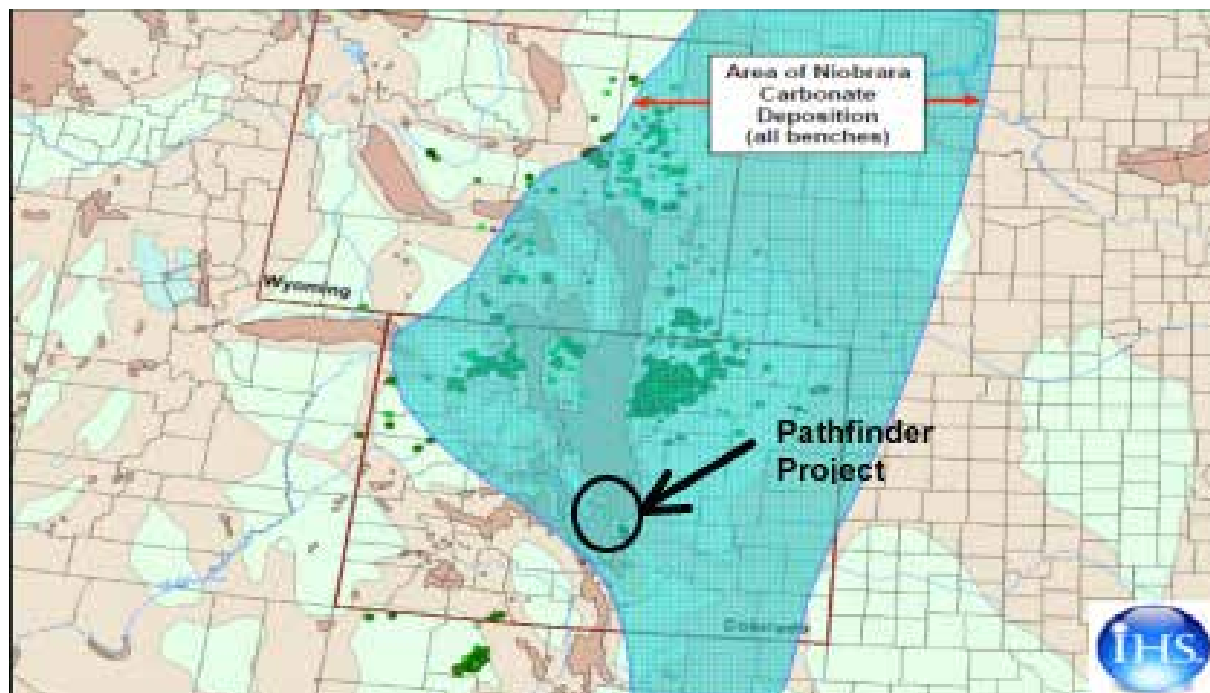 Area of Niobrara
Carbonate
Deposition
(all benches)
Wyoming
Pathfinder
Project
Colorado
IHS